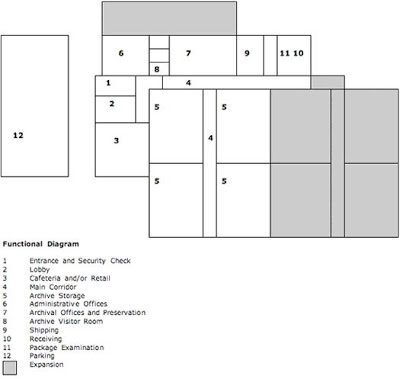 6
7
9
11 10
8
1
4
2
5
5
12
4
3
5
5
Functional Diagram
1 Entrance and Security Check
2 Lobby
3 Cafeteria and/or Retail
4 Main Corridor
5 Archive Storage
6 Administrative Offices
7 Archival Offices and Preservation
8 Archive Visitor Room
9 Shipping
10 Receiving
11 Package Examination
12 Parking
Expansion